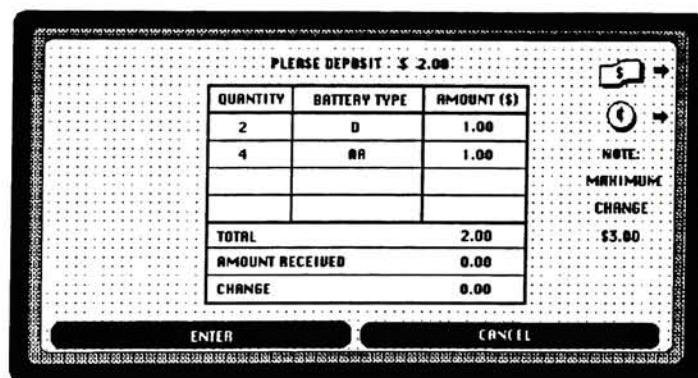 PLEASE DEPOSIT $ 2.00
$
¢
QUANTITY BATTERY TYPE AMOUNT ($)
2 D 1.00
4 AA 1.00
TOTAL 2.00
AMOUNT RECEIVED 0.00
CHANGE 0.00
NOTE:
MAXIMUM
CHANGE
$3.00
ENTER CANCEL